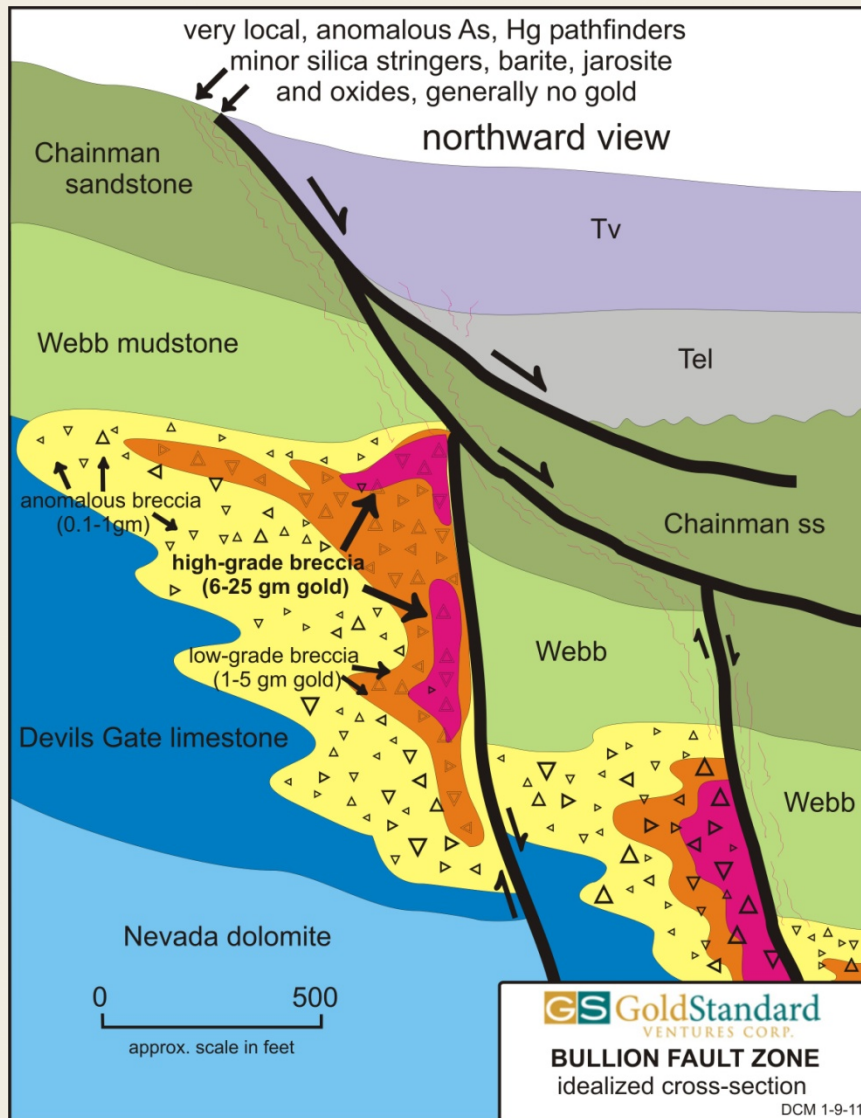 very local, anomalous As, Hg pathfinders
minor silica stringers, barite, jarosite
and oxides, generally no gold
northward view
Chainman
sandstone
Tv
Webb mudstone
Tel
anomalous breccia
(0.1-1gm)
Chainman ss
high-grade breccia
(6-25 gm gold)
low-grade breccia
(1-5 gm gold)
Webb
Devils Gate limestone
Webb
Nevada dolomite
0 500
approx. scale in feet
GS GoldStandard
VENTURES CORP.
BULLION FAULT ZONE
idealized cross-section
DCM 1-9-11